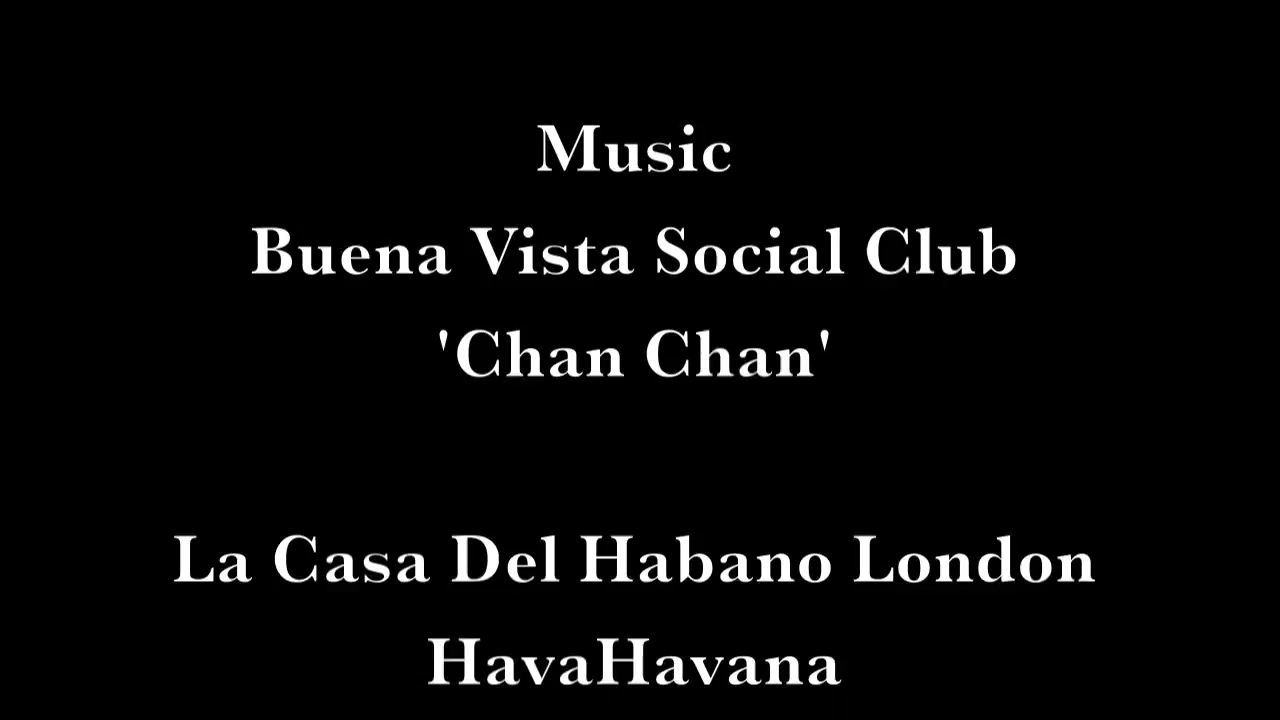 Music
Buena Vista Social Club
'Chan Chan'
La Casa Del Habano London
HavaHavana